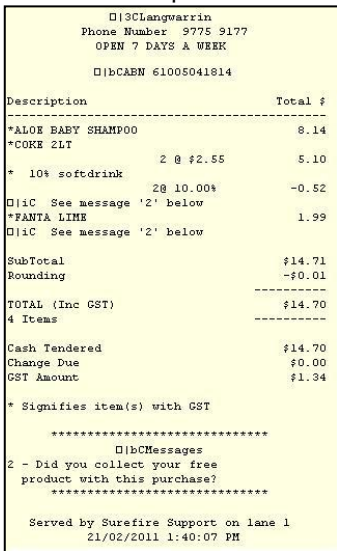 □|3CLangwarrin
Phone Number 9775 9177
OPEN 7 DAYS A WEEK
□|bCABN 61005041814
Description Total $
*ALOE BABY SHAMPOO 8.14
*COKE 2LT
2 @ $2.55 5.10
* 10% softdrink
2@ 10.00% -0.52
□|iC See message '2' below
*FANTA LIME 1.99
□|iC See message '2' below
SubTotal $14.71
Rounding -$0.01
TOTAL (Inc GST) $14.70
4 Items
Cash Tendered $14.70
Change Due $0.00
GST Amount $1.34
* Signifies item(s) with GST
******************************
□|bCMessages
2 - Did you collect your free
product with this purchase?
******************************
Served by Surefire Support on lane 1
21/02/2011 1:40:07 PM